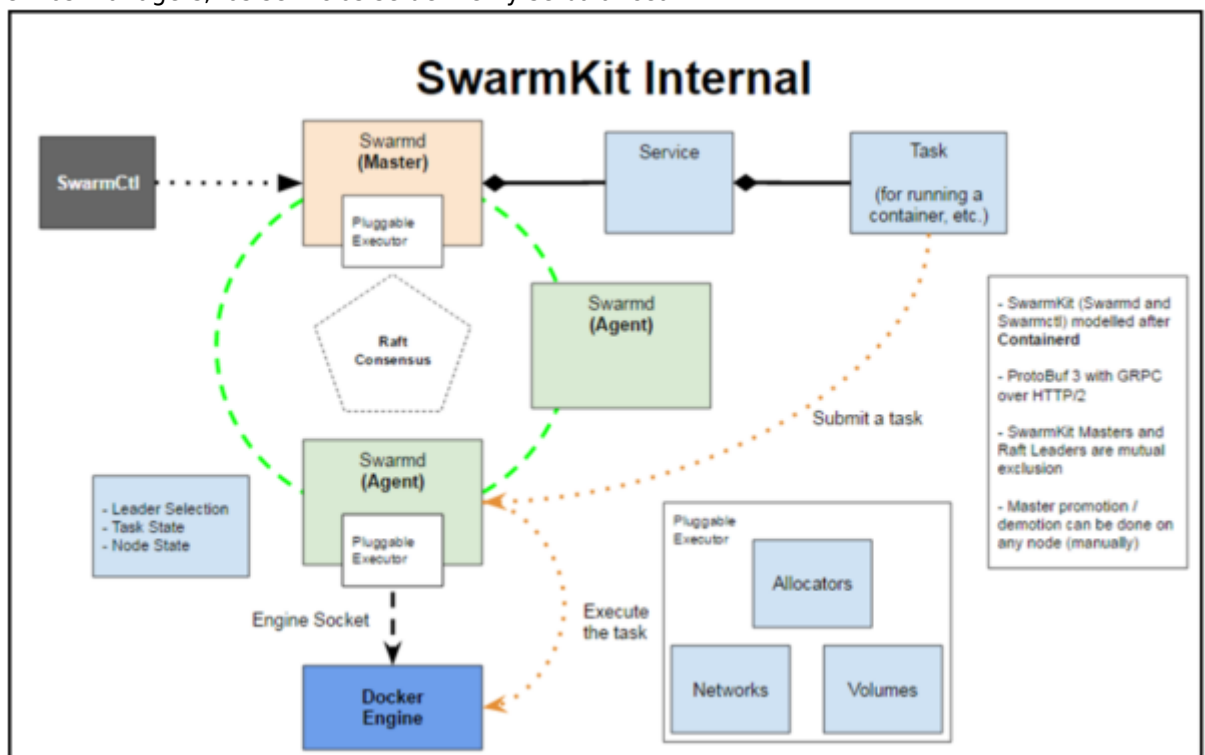 SwarmKit Internal
SwarmCtl
Swarmd
(Master)
Pluggable
Executor
Service
Task
(for running a
container, etc.)
Raft
Consensus
Swarmd
(Agent)
- SwarmKit (Swarmd and
Swarmctl) modelled after
Containerd
- ProtoBuf 3 with GRPC
over HTTP/2
- SwarmKit Masters and
Raft Leaders are mutual
exclusion
- Master promotion /
demotion can be done on
any node (manually)
Submit a task
Swarmd
(Agent)
Pluggable
Executor
- Leader Selection
- Task State
- Node State
Engine Socket
Execute
the task
Docker
Engine
Pluggable
Executor
Allocators
Networks
Volumes